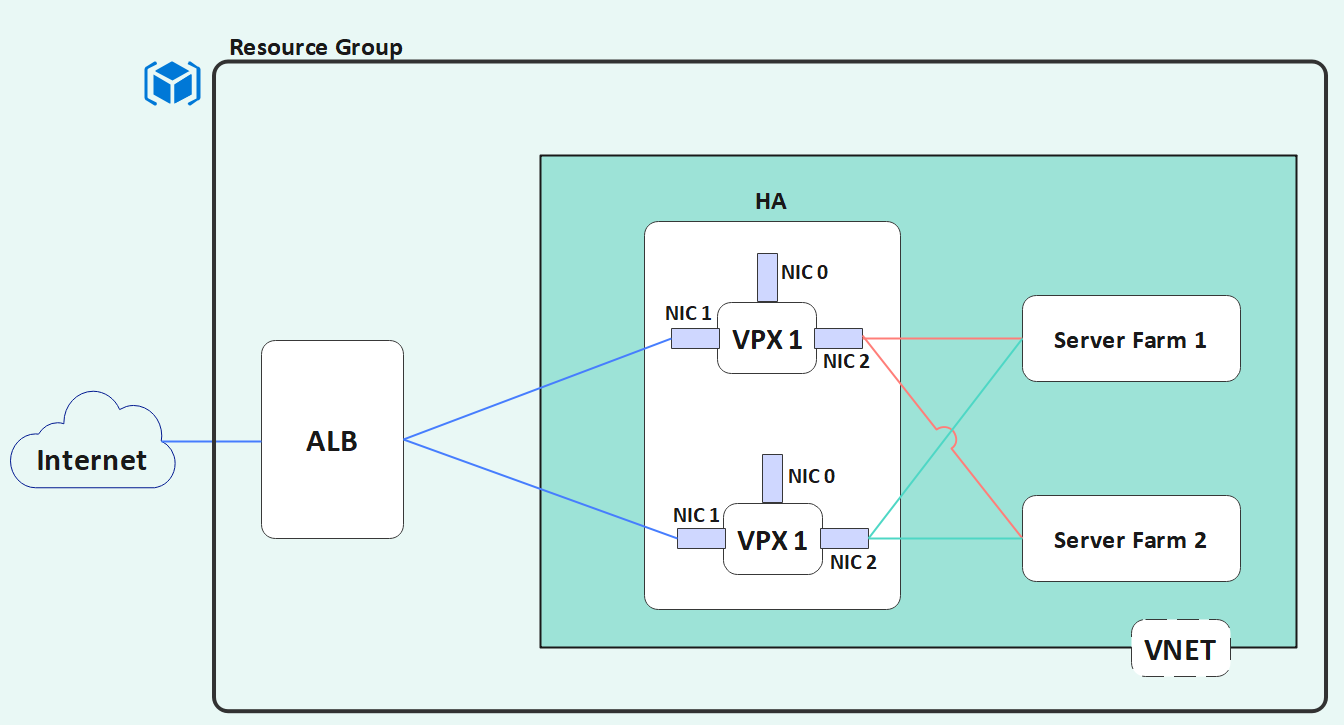 Resource Group
HA
NIC 0
NIC 1
VPX 1
NIC 2
Server Farm 1
Internet
ALB
NIC 0
NIC 1
VPX 1
NIC 2
Server Farm 2
VNET